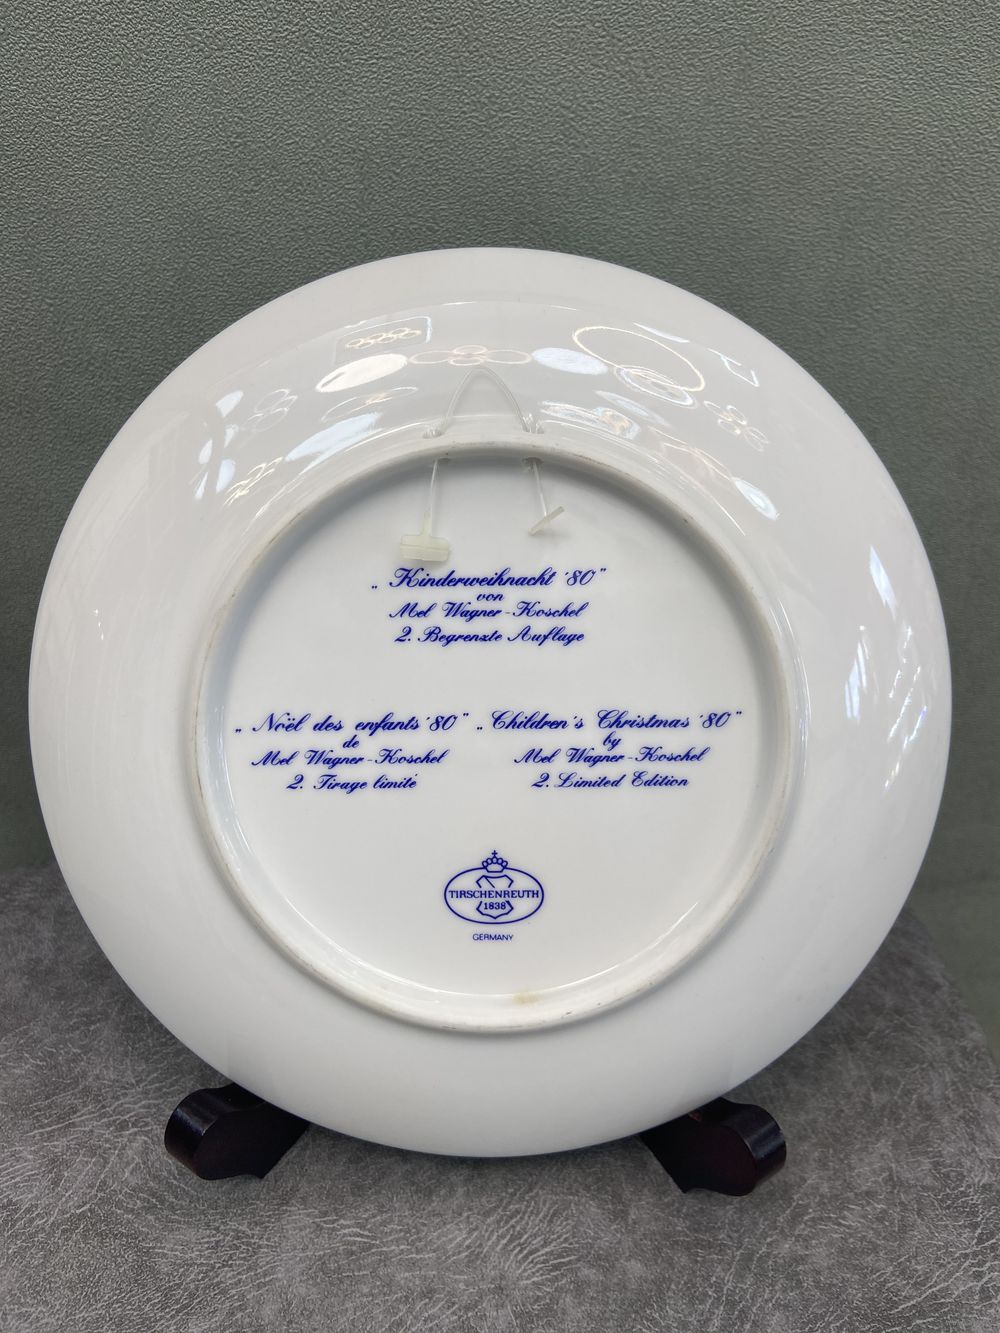 „Kinderweihnacht '80"
von
Mel Wagner-Koschel
2. Begrenzte Auflage
„Noël des enfants '80"
de
Mel Wagner-Koschel
2. Tirage limité
„Children's Christmas '80"
by
Mel Wagner-Koschel
2. Limited Edition
TIRSCHENREUTH
1838
GERMANY